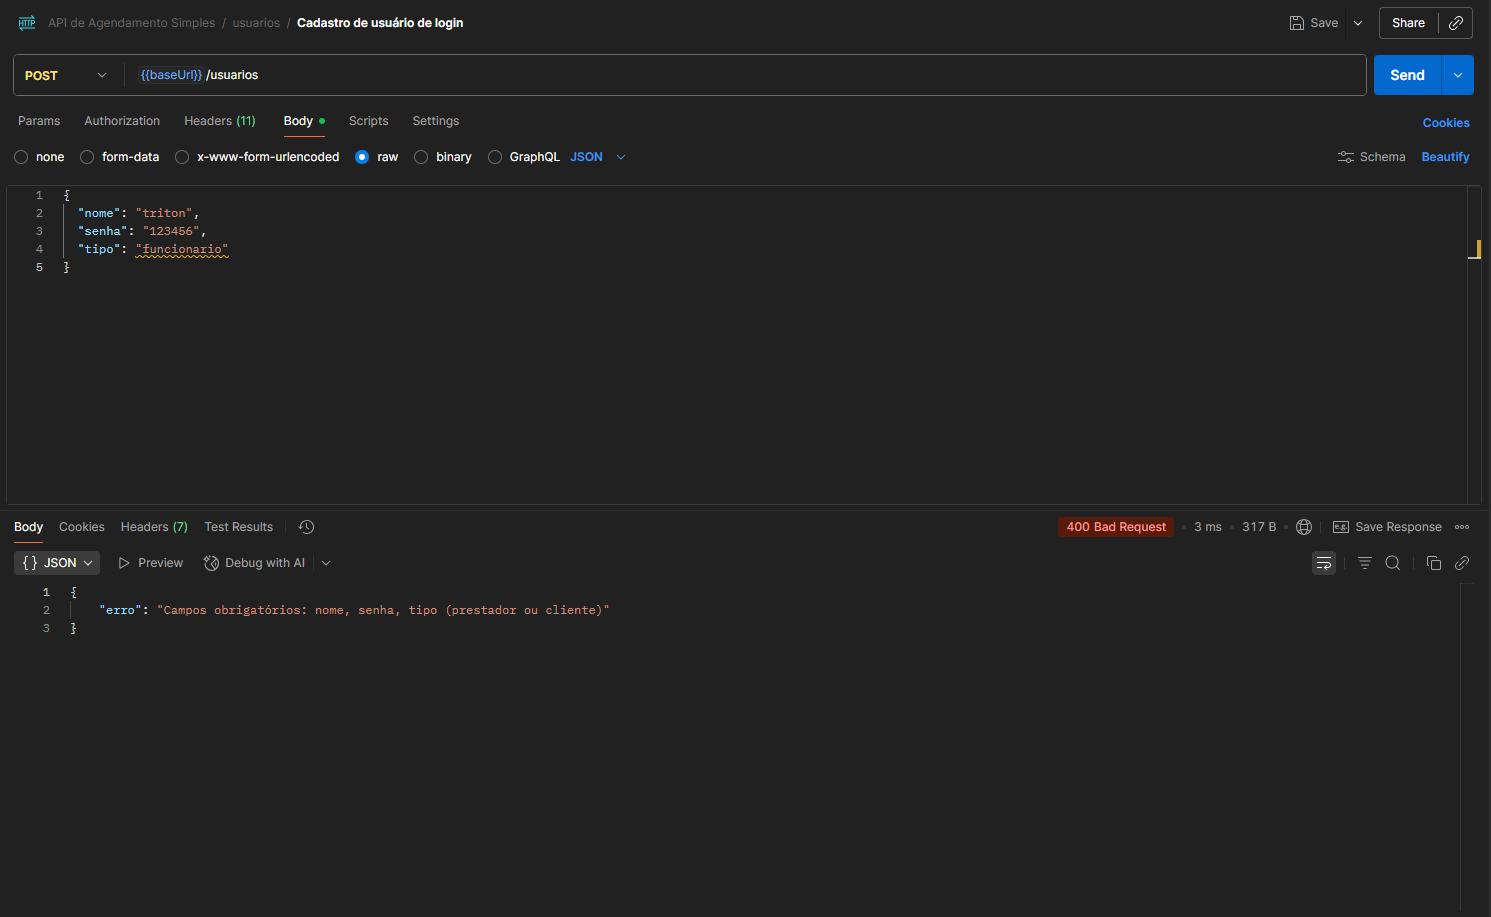 HTTP API de Agendamento Simples / usuarios / Cadastro de usuário de login Save Share
POST {{baseUrl}} /usuarios Send
Params Authorization Headers (11) Body Scripts Settings Cookies
none form-data x-www-form-urlencoded raw binary GraphQL JSON Schema Beautify
1 {
2 "nome": "triton",
3 "senha": "123456",
4 "tipo": "funcionario"
5 }
Body Cookies Headers (7) Test Results 400 Bad Request 3 ms 317 B e.g. Save Response
{} JSON Preview Debug with AI
1 {
2 "erro": "Campos obrigatórios: nome, senha, tipo (prestador ou cliente)"
3 }